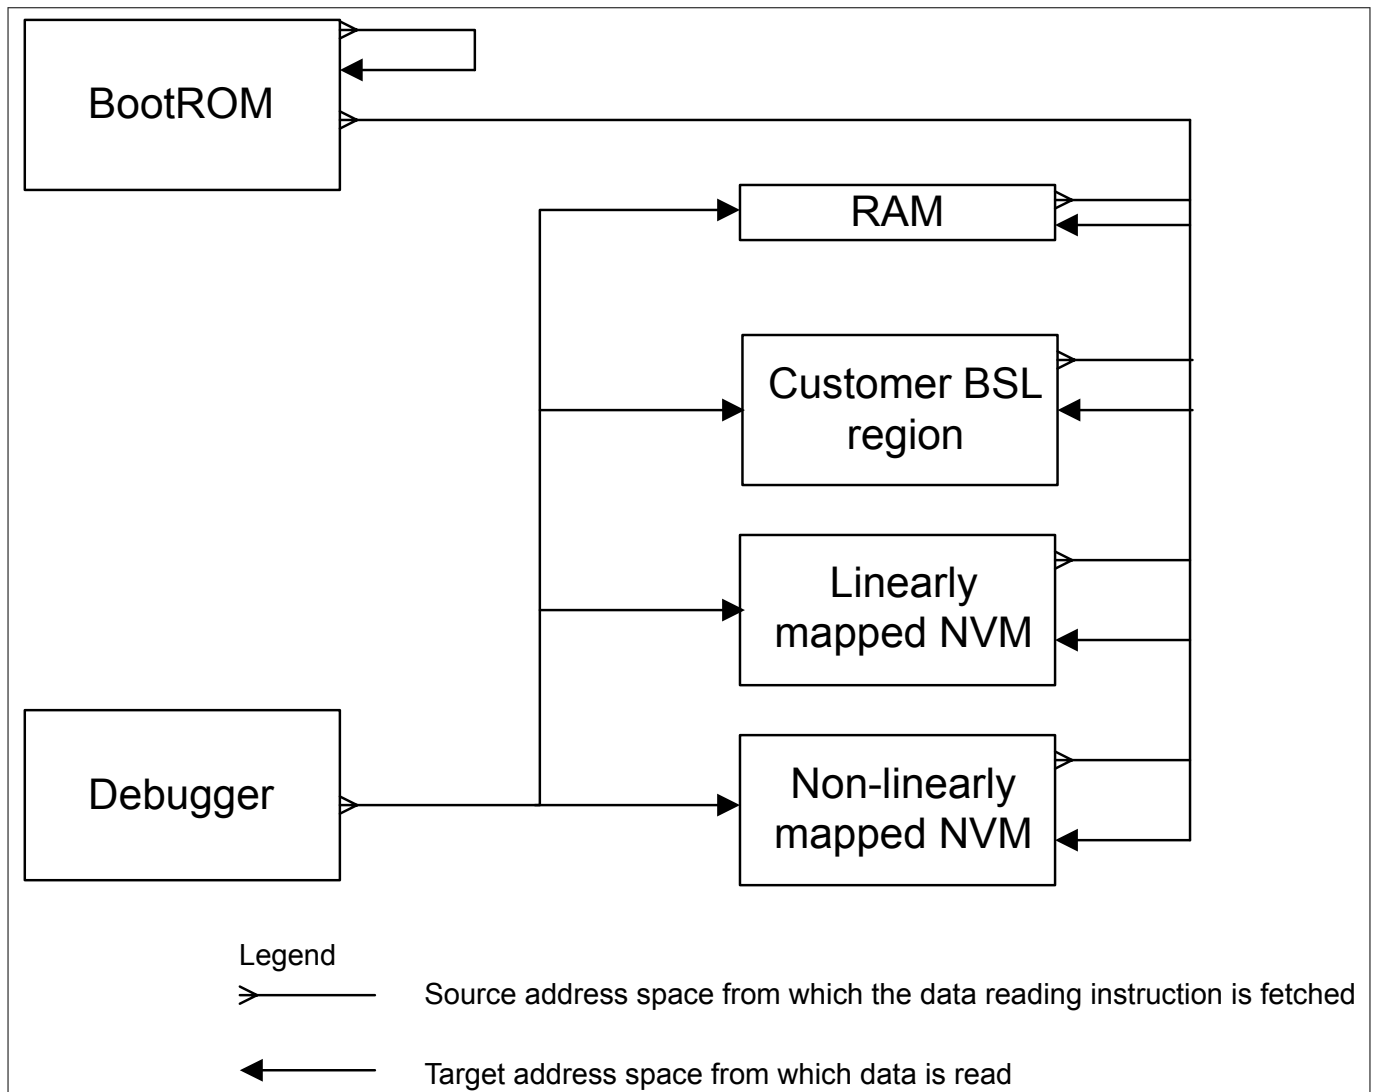 BootROM
RAM
Customer BSL
region
Linearly
mapped NVM
Debugger
Non-linearly
mapped NVM
Legend
Source address space from which the data reading instruction is fetched
Target address space from which data is read